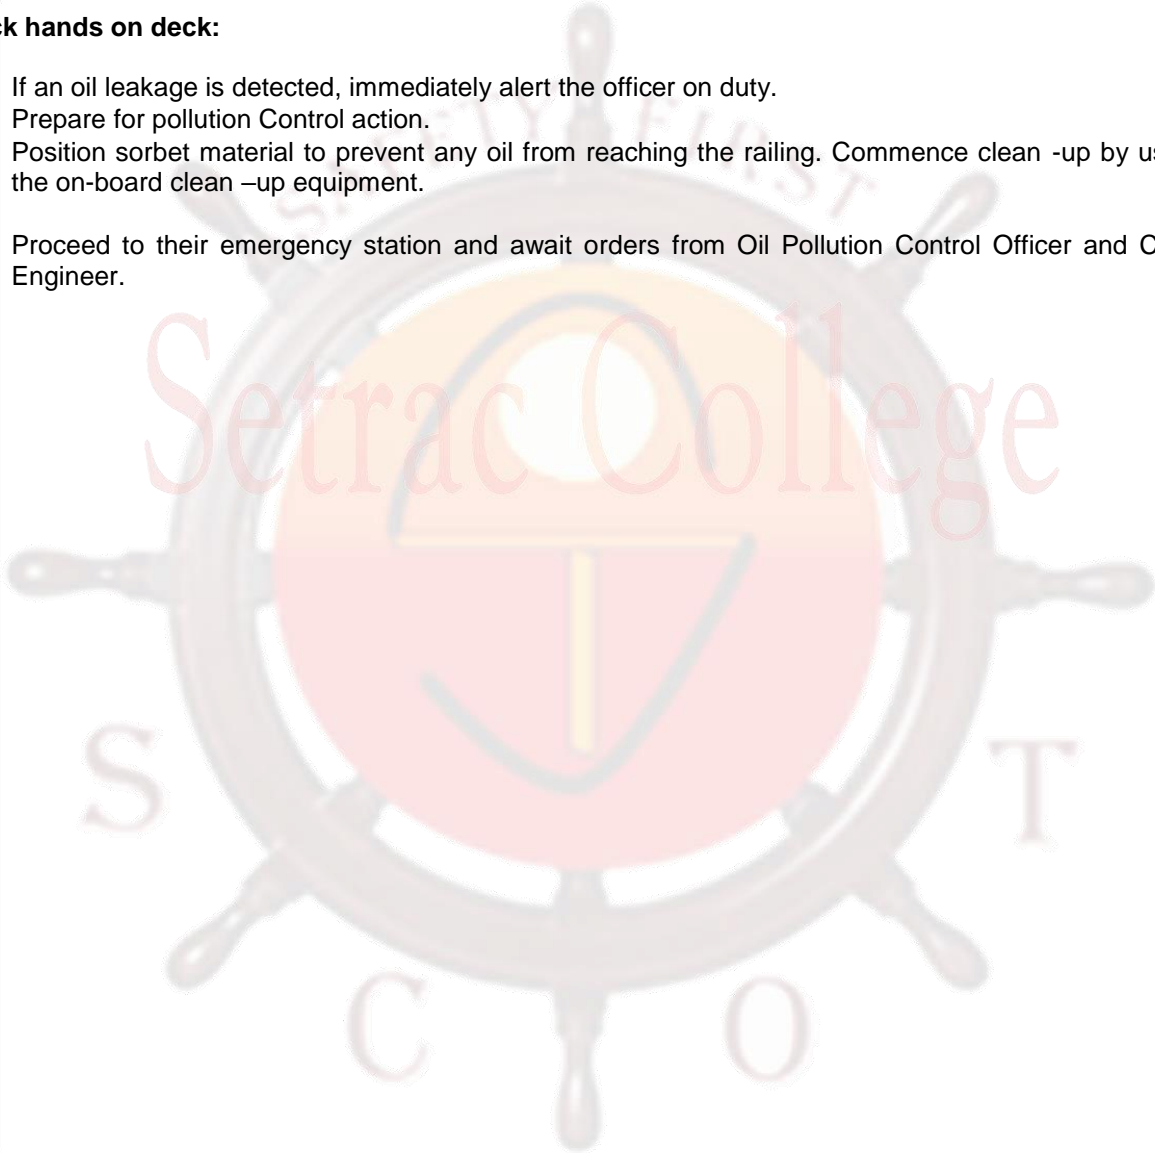 ck hands on deck:
If an oil leakage is detected, immediately alert the officer on duty.
Prepare for pollution Control action.
Position sorbet material to prevent any oil from reaching the railing. Commence clean -up by us
the on-board clean –up equipment.
Proceed to their emergency station and await orders from Oil Pollution Control Officer and C
Engineer.
SAFETY FIRST
Setrac College
S T
C O